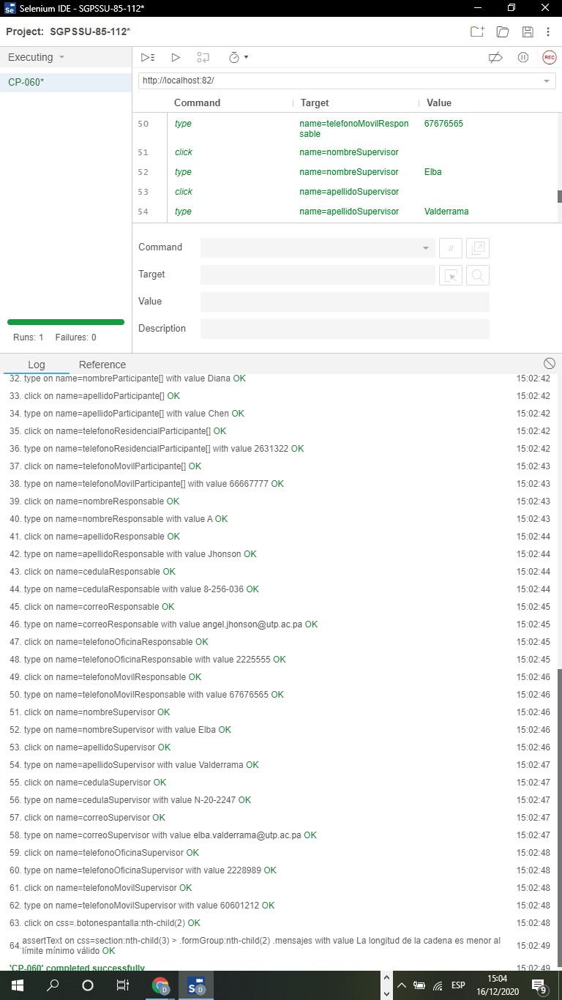 Selenium IDE - SGPSSU-85-112*
Project: SGPSSU-85-112*
Executing
CP-060*
REC
http://localhost:82/
Command Target Value
50 type name=telefonoMovilRespon 67676565
sable
51 click name=nombreSupervisor
52 type name=nombreSupervisor Elba
53 click name=apellidoSupervisor
54 type name=apellidoSupervisor Valderrama
Command
//
Target
Value
Description
Runs: 1 Failures: 0
Log Reference
32. type on name=nombreParticipante[] with value Diana OK 15:02:42
33. click on name=apellidoParticipante[] OK 15:02:42
34. type on name=apellidoParticipante[] with value Chen OK 15:02:42
35. click on name=telefonoResidencialParticipante[] OK 15:02:42
36. type on name=telefonoResidencialParticipante[] with value 2631322 OK 15:02:42
37. click on name=telefonoMovilParticipante[] OK 15:02:43
38. type on name=telefonoMovilParticipante[] with value 66667777 OK 15:02:43
39. click on name=nombreResponsable OK 15:02:43
40. type on name=nombreResponsable with value A OK 15:02:43
41. click on name=apellidoResponsable OK 15:02:44
42. type on name=apellidoResponsable with value Jhonson OK 15:02:44
43. click on name=cedulaResponsable OK 15:02:44
44. type on name=cedulaResponsable with value 8-256-036 OK 15:02:44
45. click on name=correoResponsable OK 15:02:45
46. type on name=correoResponsable with value angel.jhonson@utp.ac.pa OK 15:02:45
47. click on name=telefonoOficinaResponsable OK 15:02:45
48. type on name=telefonoOficinaResponsable with value 2225555 OK 15:02:45
49. click on name=telefonoMovilResponsable OK 15:02:46
50. type on name=telefonoMovilResponsable with value 67676565 OK 15:02:46
51. click on name=nombreSupervisor OK 15:02:46
52. type on name=nombreSupervisor with value Elba OK 15:02:46
53. click on name=apellidoSupervisor OK 15:02:46
54. type on name=apellidoSupervisor with value Valderrama OK 15:02:47
55. click on name=cedulaSupervisor OK 15:02:47
56. type on name=cedulaSupervisor with value N-20-2247 OK 15:02:47
57. click on name=correoSupervisor OK 15:02:47
58. type on name=correoSupervisor with value elba.valderrama@utp.ac.pa OK 15:02:47
59. click on name=telefonoOficinaSupervisor OK 15:02:48
60. type on name=telefonoOficinaSupervisor with value 2228989 OK 15:02:48
61. click on name=telefonoMovilSupervisor OK 15:02:48
62. type on name=telefonoMovilSupervisor with value 60601212 OK 15:02:48
63. click on css=.botonespantalla:nth-child(2) OK 15:02:48
64. assertText on css=section:nth-child(3) > .formGroup:nth-child(2) .mensajes with value La longitud de la cadena es menor al 15:02:49
límite mínimo válido OK
'CP-060' completed successfully 15:02:49
D
Se D
ESP
15:04
16/12/2020
9